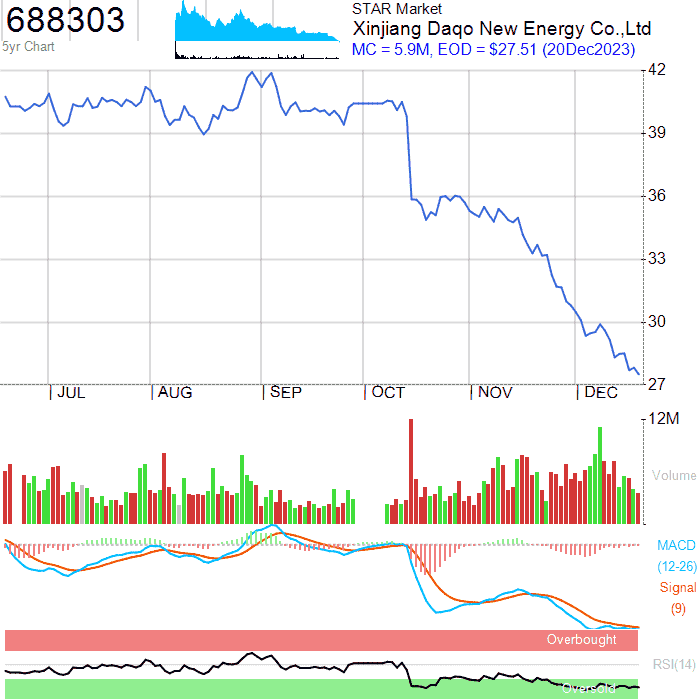 688303
5yr Chart
STAR Market
Xinjiang Daqo New Energy Co.,Ltd
MC = 5.9M, EOD = $27.51 (20Dec2023)
42
39
36
33
30
27
JUL AUG SEP OCT NOV DEC
12M
Volume
MACD
(12-26)
Signal
(9)
Overbought
RSI(14)
Oversold